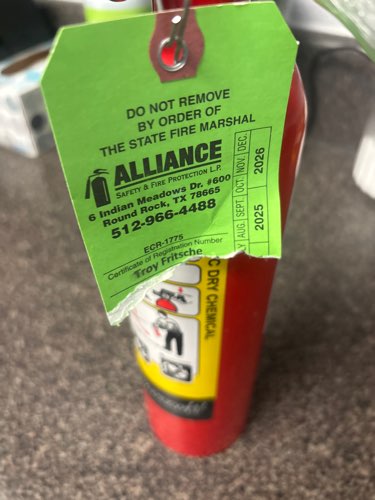 DO NOT REMOVE
BY ORDER OF
THE STATE FIRE MARSHAL
ALLIANCE
SAFETY & FIRE PROTECTION L.P.
6 Indian Meadows Dr. #600
Round Rock, TX 78665
512-966-4488
ECR-1775
Certificate of Registration Number
Troy Fritsche
AUG. SEPT. OCT. NOV. DEC.
2025 2026
DRY CHEMICAL